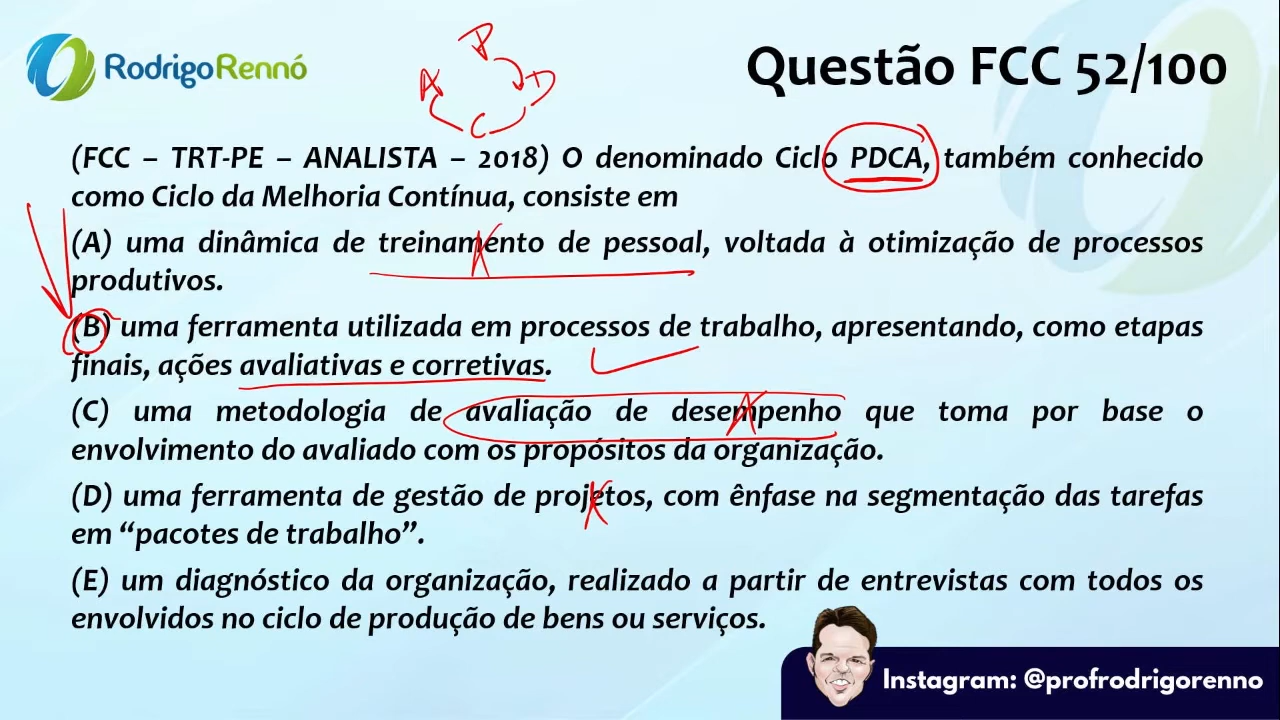 RodrigoRennó
Questão FCC 52/100
P
A D
C
(FCC – TRT-PE – ANALISTA – 2018) O denominado Ciclo PDCA, também conhecido
como Ciclo da Melhoria Contínua, consiste em
(A) uma dinâmica de treinamento de pessoal, voltada à otimização de processos
produtivos.
(B) uma ferramenta utilizada em processos de trabalho, apresentando, como etapas
finais, ações avaliativas e corretivas.
(C) uma metodologia de avaliação de desempenho que toma por base o
envolvimento do avaliado com os propósitos da organização.
(D) uma ferramenta de gestão de projetos, com ênfase na segmentação das tarefas
em “pacotes de trabalho”.
(E) um diagnóstico da organização, realizado a partir de entrevistas com todos os
envolvidos no ciclo de produção de bens ou serviços.
Instagram: @profrodrigorenno